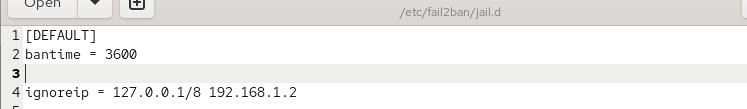 Open
/etc/fail2ban/jail.d
1 [DEFAULT]
2 bantime = 3600
3
4 ignoreip = 127.0.0.1/8 192.168.1.2